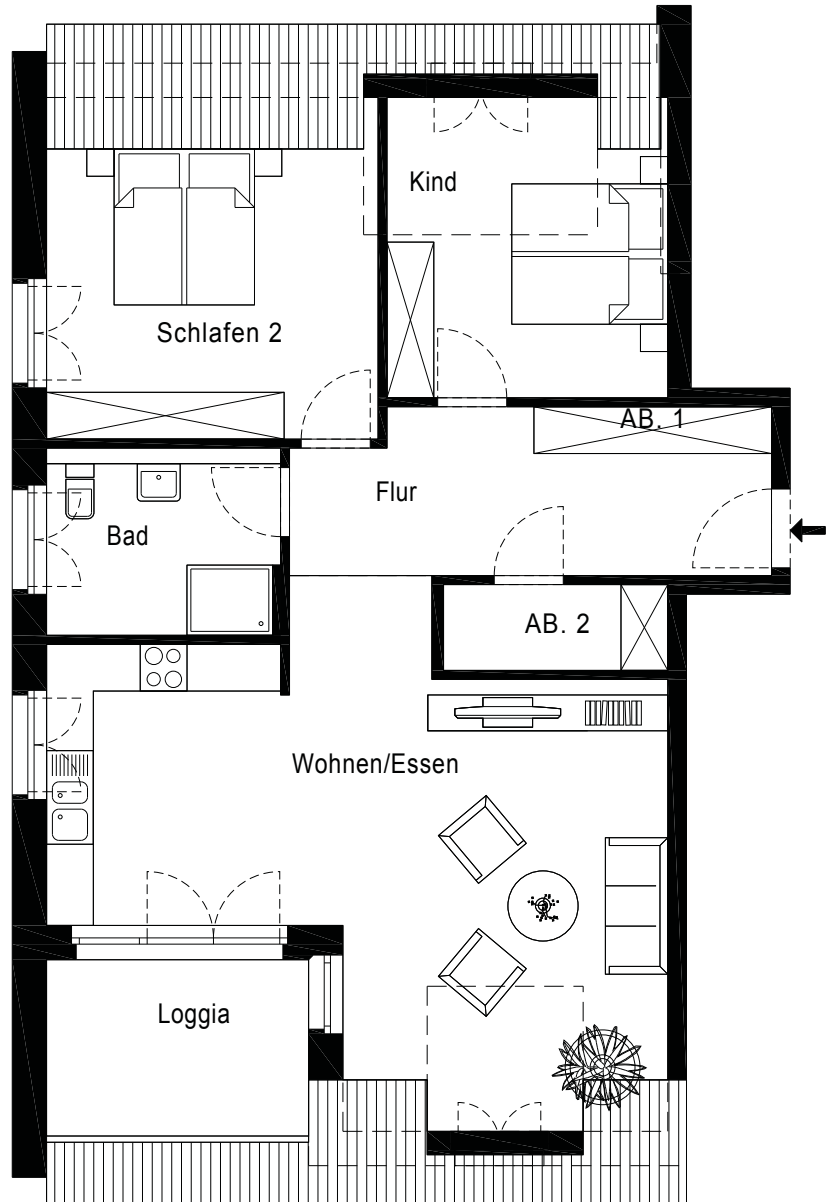 Kind
Schlafen 2
AB. 1
Flur
Bad
AB. 2
Wohnen/Essen
Loggia